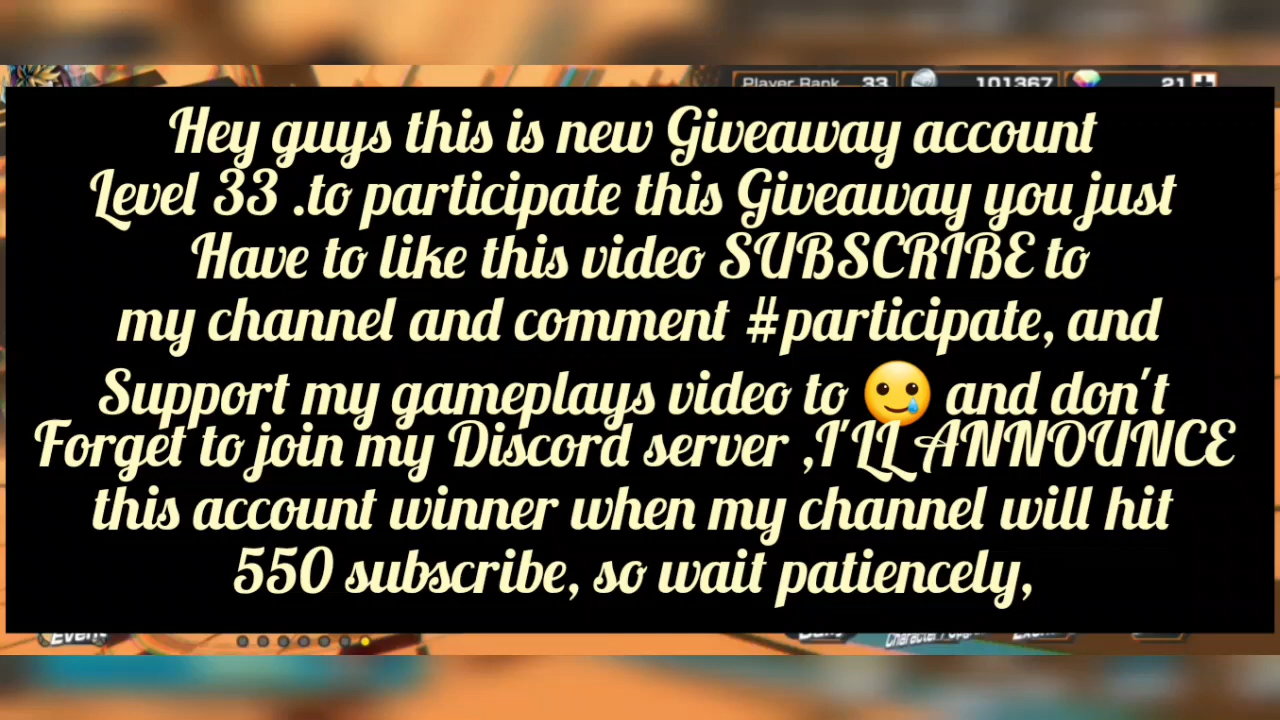 Player Rank 33 101367 21
Hey guys this is new Giveaway account
Level 33 .to participate this Giveaway you just
Have to like this video SUBSCRIBE to
my channel and comment #participate, and
Support my gameplays video to 🥲 and don't
Forget to join my Discord server ,I'LL ANNOUNCE
this account winner when my channel will hit
550 subscribe, so wait patiencely,
Event